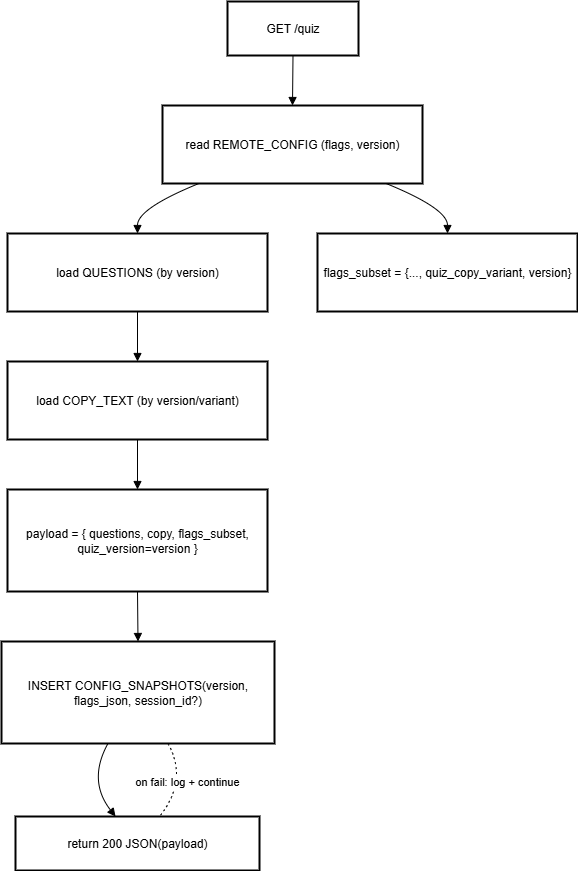 GET /quiz
read REMOTE_CONFIG (flags, version)
load QUESTIONS (by version)
flags_subset = {..., quiz_copy_variant, version}
load COPY_TEXT (by version/variant)
payload = { questions, copy, flags_subset,
quiz_version=version }
INSERT CONFIG_SNAPSHOTS(version,
flags_json, session_id?)
on fail: log + continue
return 200 JSON(payload)